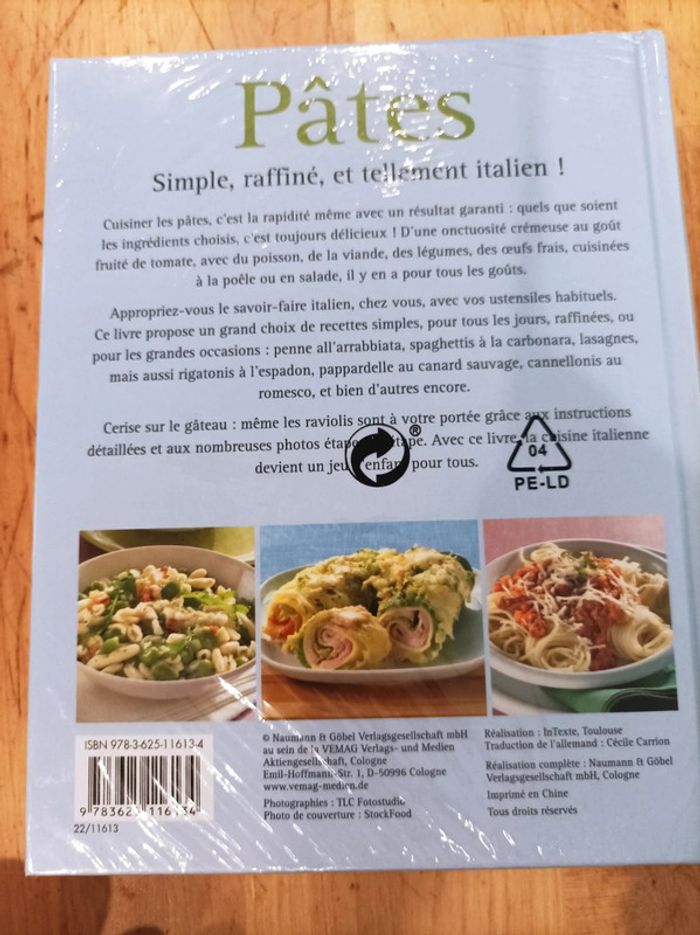 Pâtes
Simple, raffiné, et tellement italien !
Cuisiner les pâtes, c'est la rapidité même avec un résultat garanti : quels que soient
les ingrédients choisis, c'est toujours délicieux ! D'une onctuosité crémeuse au goût
fruité de tomate, avec du poisson, de la viande, des légumes, des œufs frais, cuisinées
à la poêle ou en salade, il y en a pour tous les goûts.
Appropriez-vous le savoir-faire italien, chez vous, avec vos ustensiles habituels.
Ce livre propose un grand choix de recettes simples, pour tous les jours, raffinées, ou
pour les grandes occasions : penne all'arrabbiata, spaghettis à la carbonara, lasagnes,
mais aussi rigatonis à l'espadon, pappardelle au canard sauvage, cannellonis au
romesco, et bien d'autres encore.
Cerise sur le gâteau : même les raviolis sont à votre portée grâce aux instructions
détaillées et aux nombreuses photos étape tape. Avec ce livre, la cuisine italienne
devient un jeu enfant pour tous.
®
04
PE-LD
ISBN 978-3-625-11613-4
9 783625 116134
22/11613
© Naumann & Göbel Verlagsgesellschaft mbH
au sein de la VEMAG Verlags- und Medien
Aktiengesellschaft, Cologne
Emil-Hoffmann-Str. 1, D-50996 Cologne
www.vemag-medien.de
Photographies : TLC Fotostudio
Photo de couverture : StockFood
Réalisation : InTexte, Toulouse
Traduction de l'allemand : Cécile Carrion
Réalisation complète : Naumann & Göbel
Verlagsgesellschaft mbH, Cologne
Imprimé en Chine
Tous droits réservés